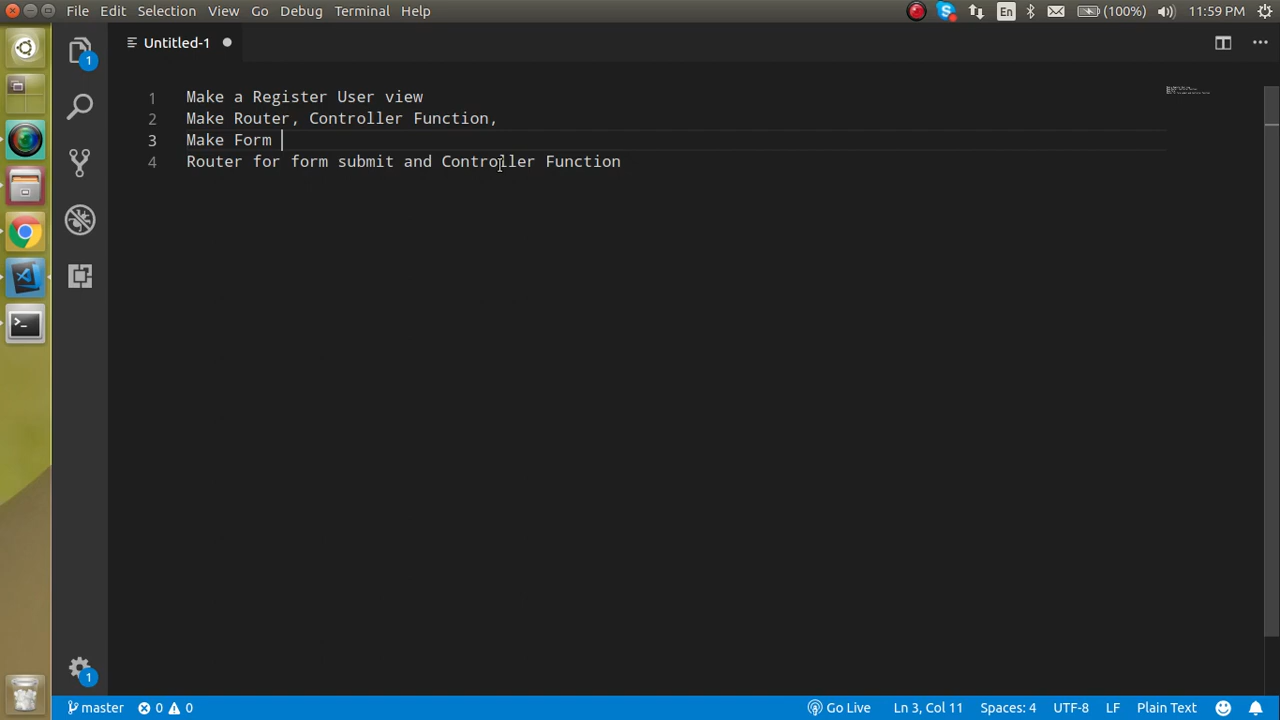 File Edit Selection View Go Debug Terminal Help
En (100%) 11:59 PM
1
Untitled-1
1 Make a Register User view
2 Make Router, Controller Function,
3 Make Form
4 Router for form submit and Controller Function
1
master 0 0 Go Live Ln 3, Col 11 Spaces: 4 UTF-8 LF Plain Text